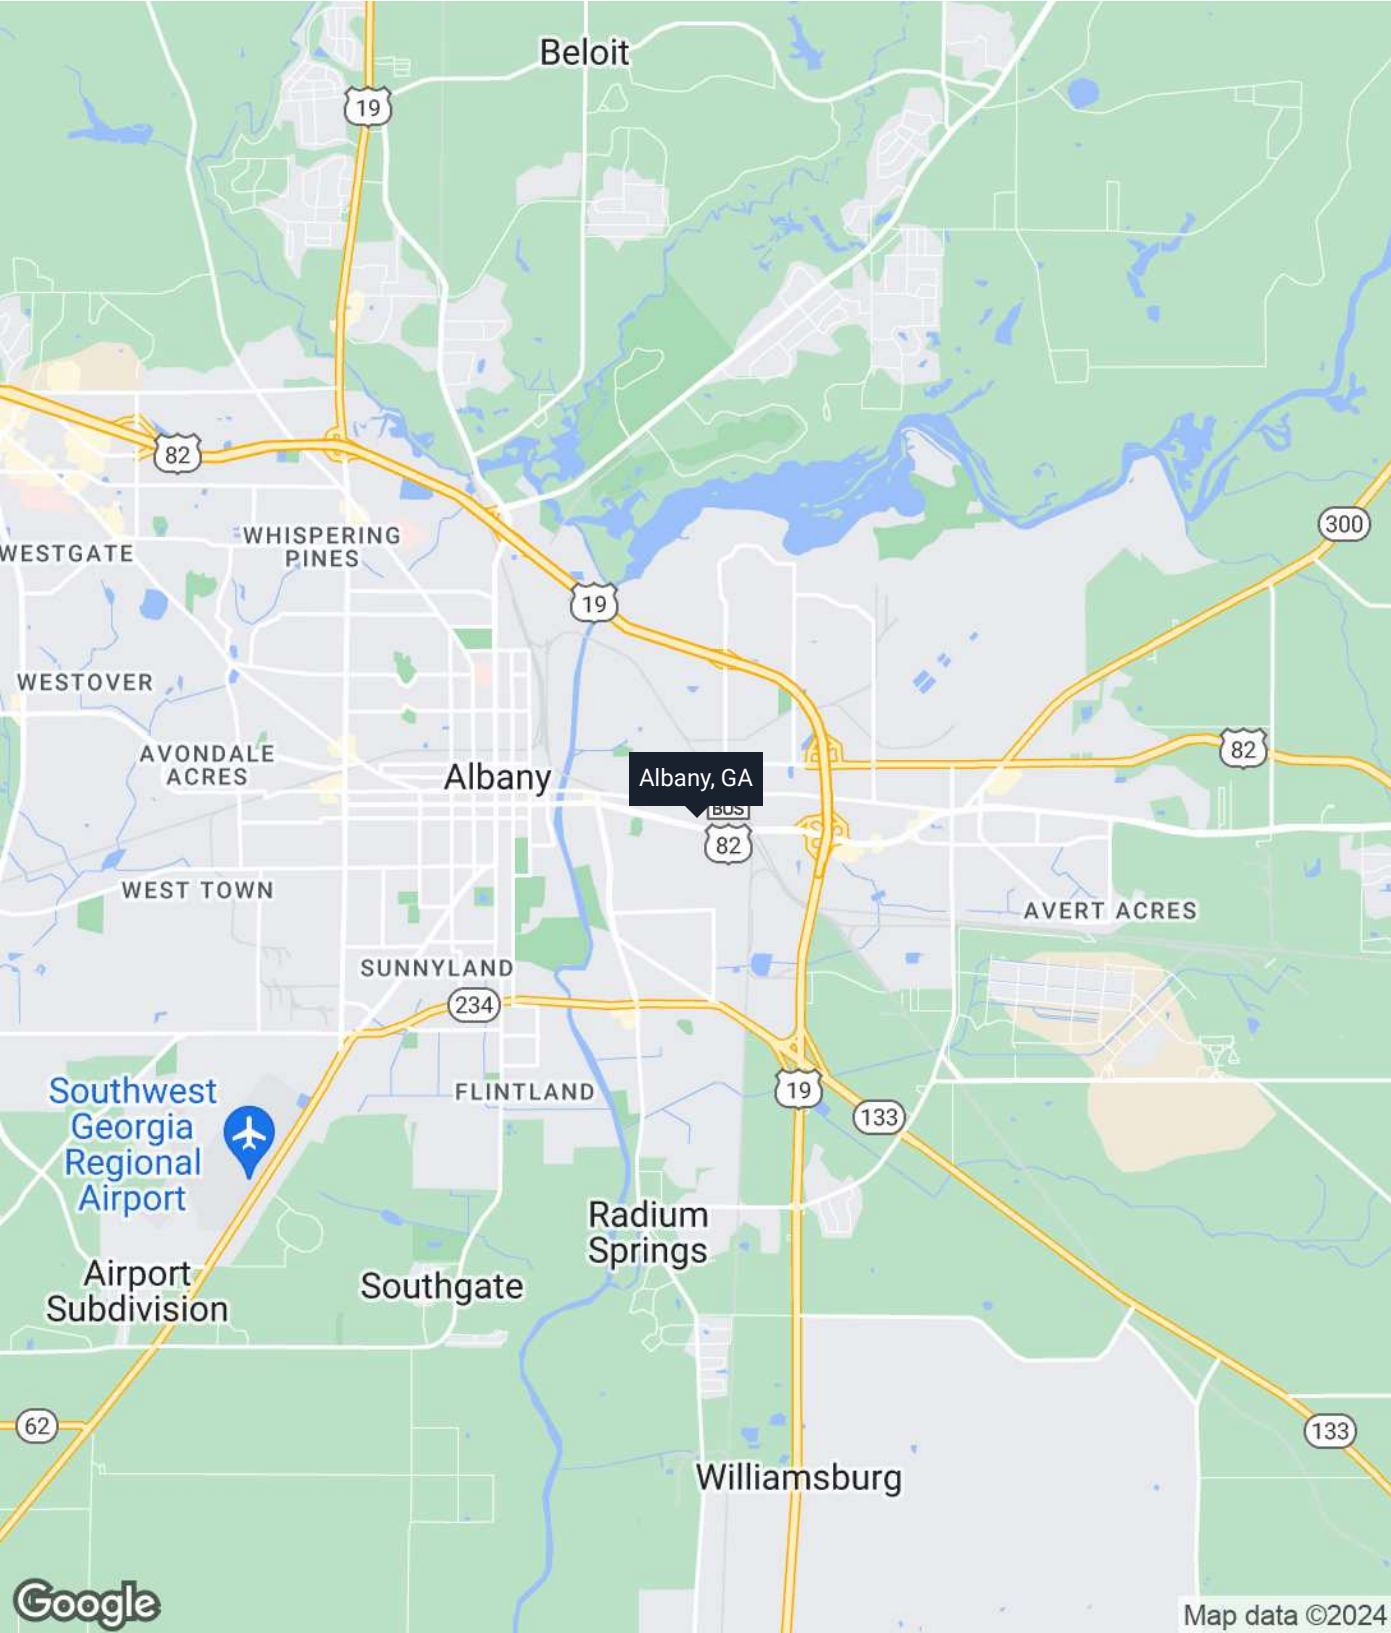 Beloit
19
82
300
WHISPERING
PINES
WESTGATE
19
WESTOVER
82
AVONDALE
ACRES
Albany
Albany, GA
BUS
82
WEST TOWN
AVERT ACRES
SUNNYLAND
234
FLINTLAND
19
133
Southwest
Georgia
Regional
Airport
Radium
Springs
Airport
Subdivision
Southgate
62
133
Williamsburg
Google
Map data ©2024